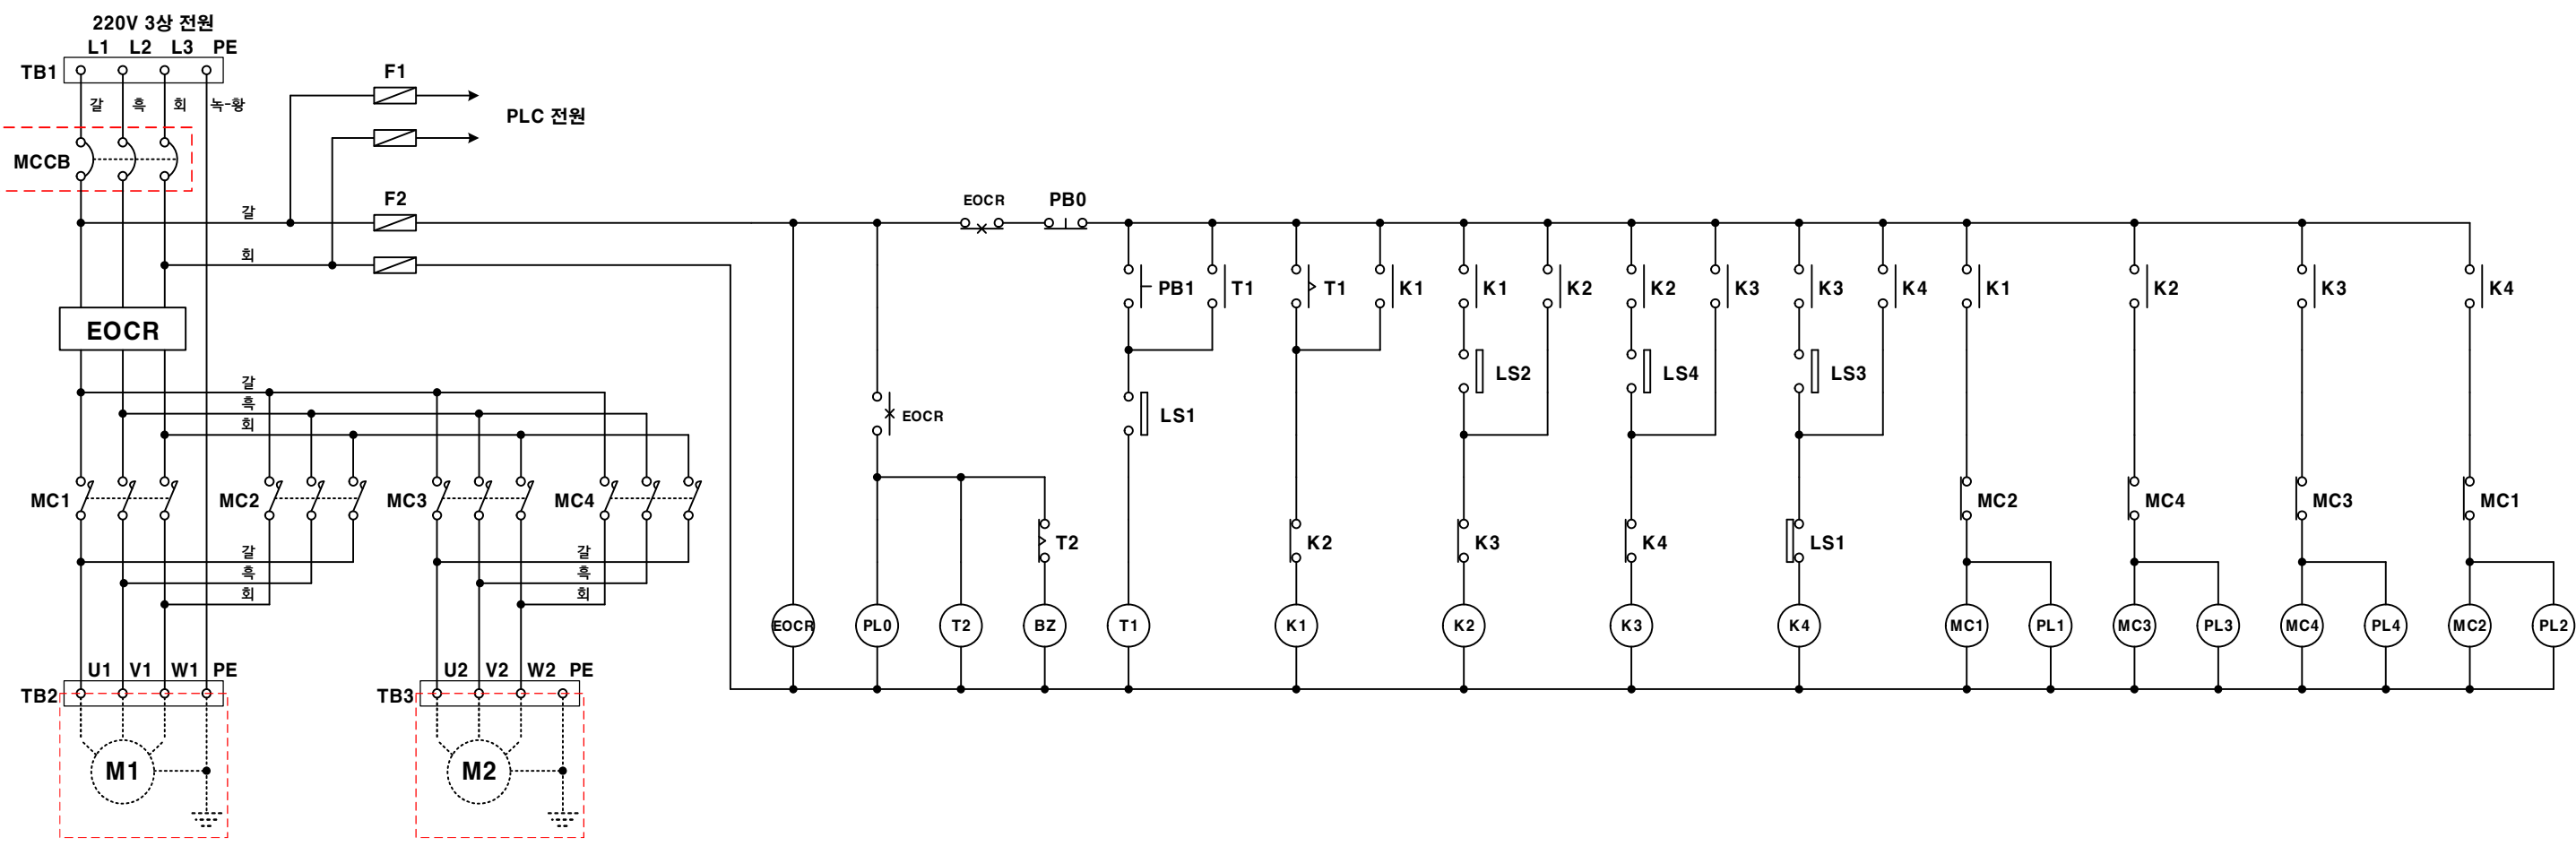 220V 3상 전원
L1 L2 L3 PE
TB1
갈 흑 회 녹-황
F1
PLC 전원
MCCB
F2
갈
회
EOCR PB0
EOCR
PB1 T1 T1 K1 K1 K2 K2 K3 K3 K4 K1 K2 K3 K4
LS2 LS4 LS3
갈
흑
회
EOCR LS1
MC1 MC2 MC3 MC4
MC2 MC4 MC3 MC1
T2 K2 K3 K4 LS1
갈 갈
흑 흑
회 회
EOCR PL0 T2 BZ T1 K1 K2 K3 K4 MC1 PL1 MC3 PL3 MC4 PL4 MC2 PL2
U1 V1 W1 PE U2 V2 W2 PE
TB2 TB3
M1 M2